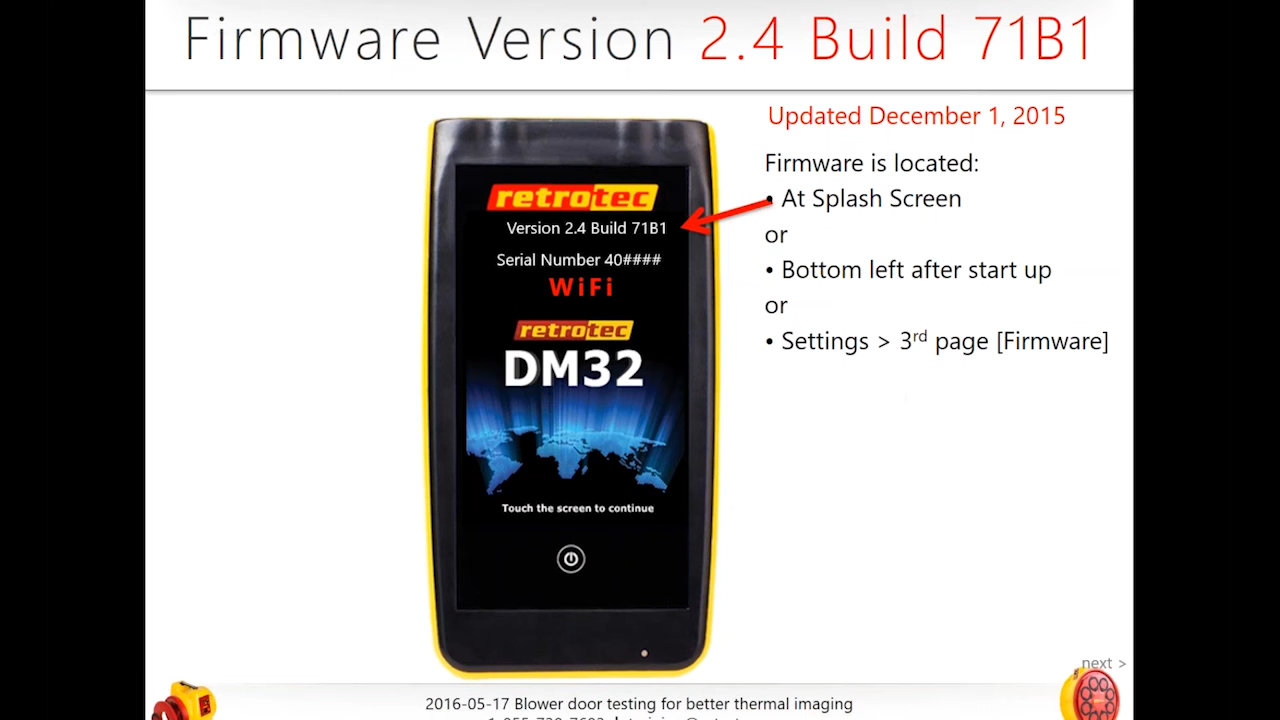 Firmware Version 2.4 Build 71B1
Updated December 1, 2015
Firmware is located:
• At Splash Screen
or
• Bottom left after start up
or
• Settings > 3rd page [Firmware]
retrotec
Version 2.4 Build 71B1
Serial Number 40####
WiFi
retrotec
DM32
Touch the screen to continue
next >
2016-05-17 Blower door testing for better thermal imaging